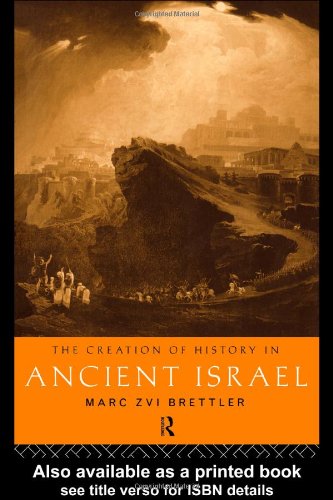 THE CREATION OF HISTORY IN
ANCIENT ISRAEL
MARC ZVI BRETTLER
R
Also available as a printed book
see title verso for ISBN details